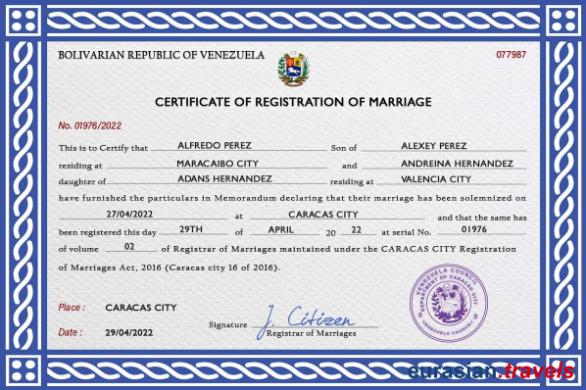 BOLIVARIAN REPUBLIC OF VENEZUELA 077987
CERTIFICATE OF REGISTRATION OF MARRIAGE
No. 01976/2022
This is to Certify that ALFREDO PEREZ Son of ALEXEY PEREZ
residing at MARACAIBO CITY and ANDREINA HERNANDEZ
daughter of ADANS HERNANDEZ residing at VALENCIA CITY
have furnished the particulars in Memorandum declaring that their marriage has been solemnized on
27/04/2022 at CARACAS CITY and that the same has
been registered this day 29TH of APRIL 20 22 at serial No. 01976
of volume 02 of Registrar of Marriages maintained under the CARACAS CITY Registration
of Marriages Act, 2016 (Caracas city 16 of 2016).
Place : CARACAS CITY
Signature J. Citizen
Registrar of Marriages
Date : 29/04/2022
VENEZUELA COUNCIL
DEPARTMENT OF CARACAS CITY
eurasian.travels